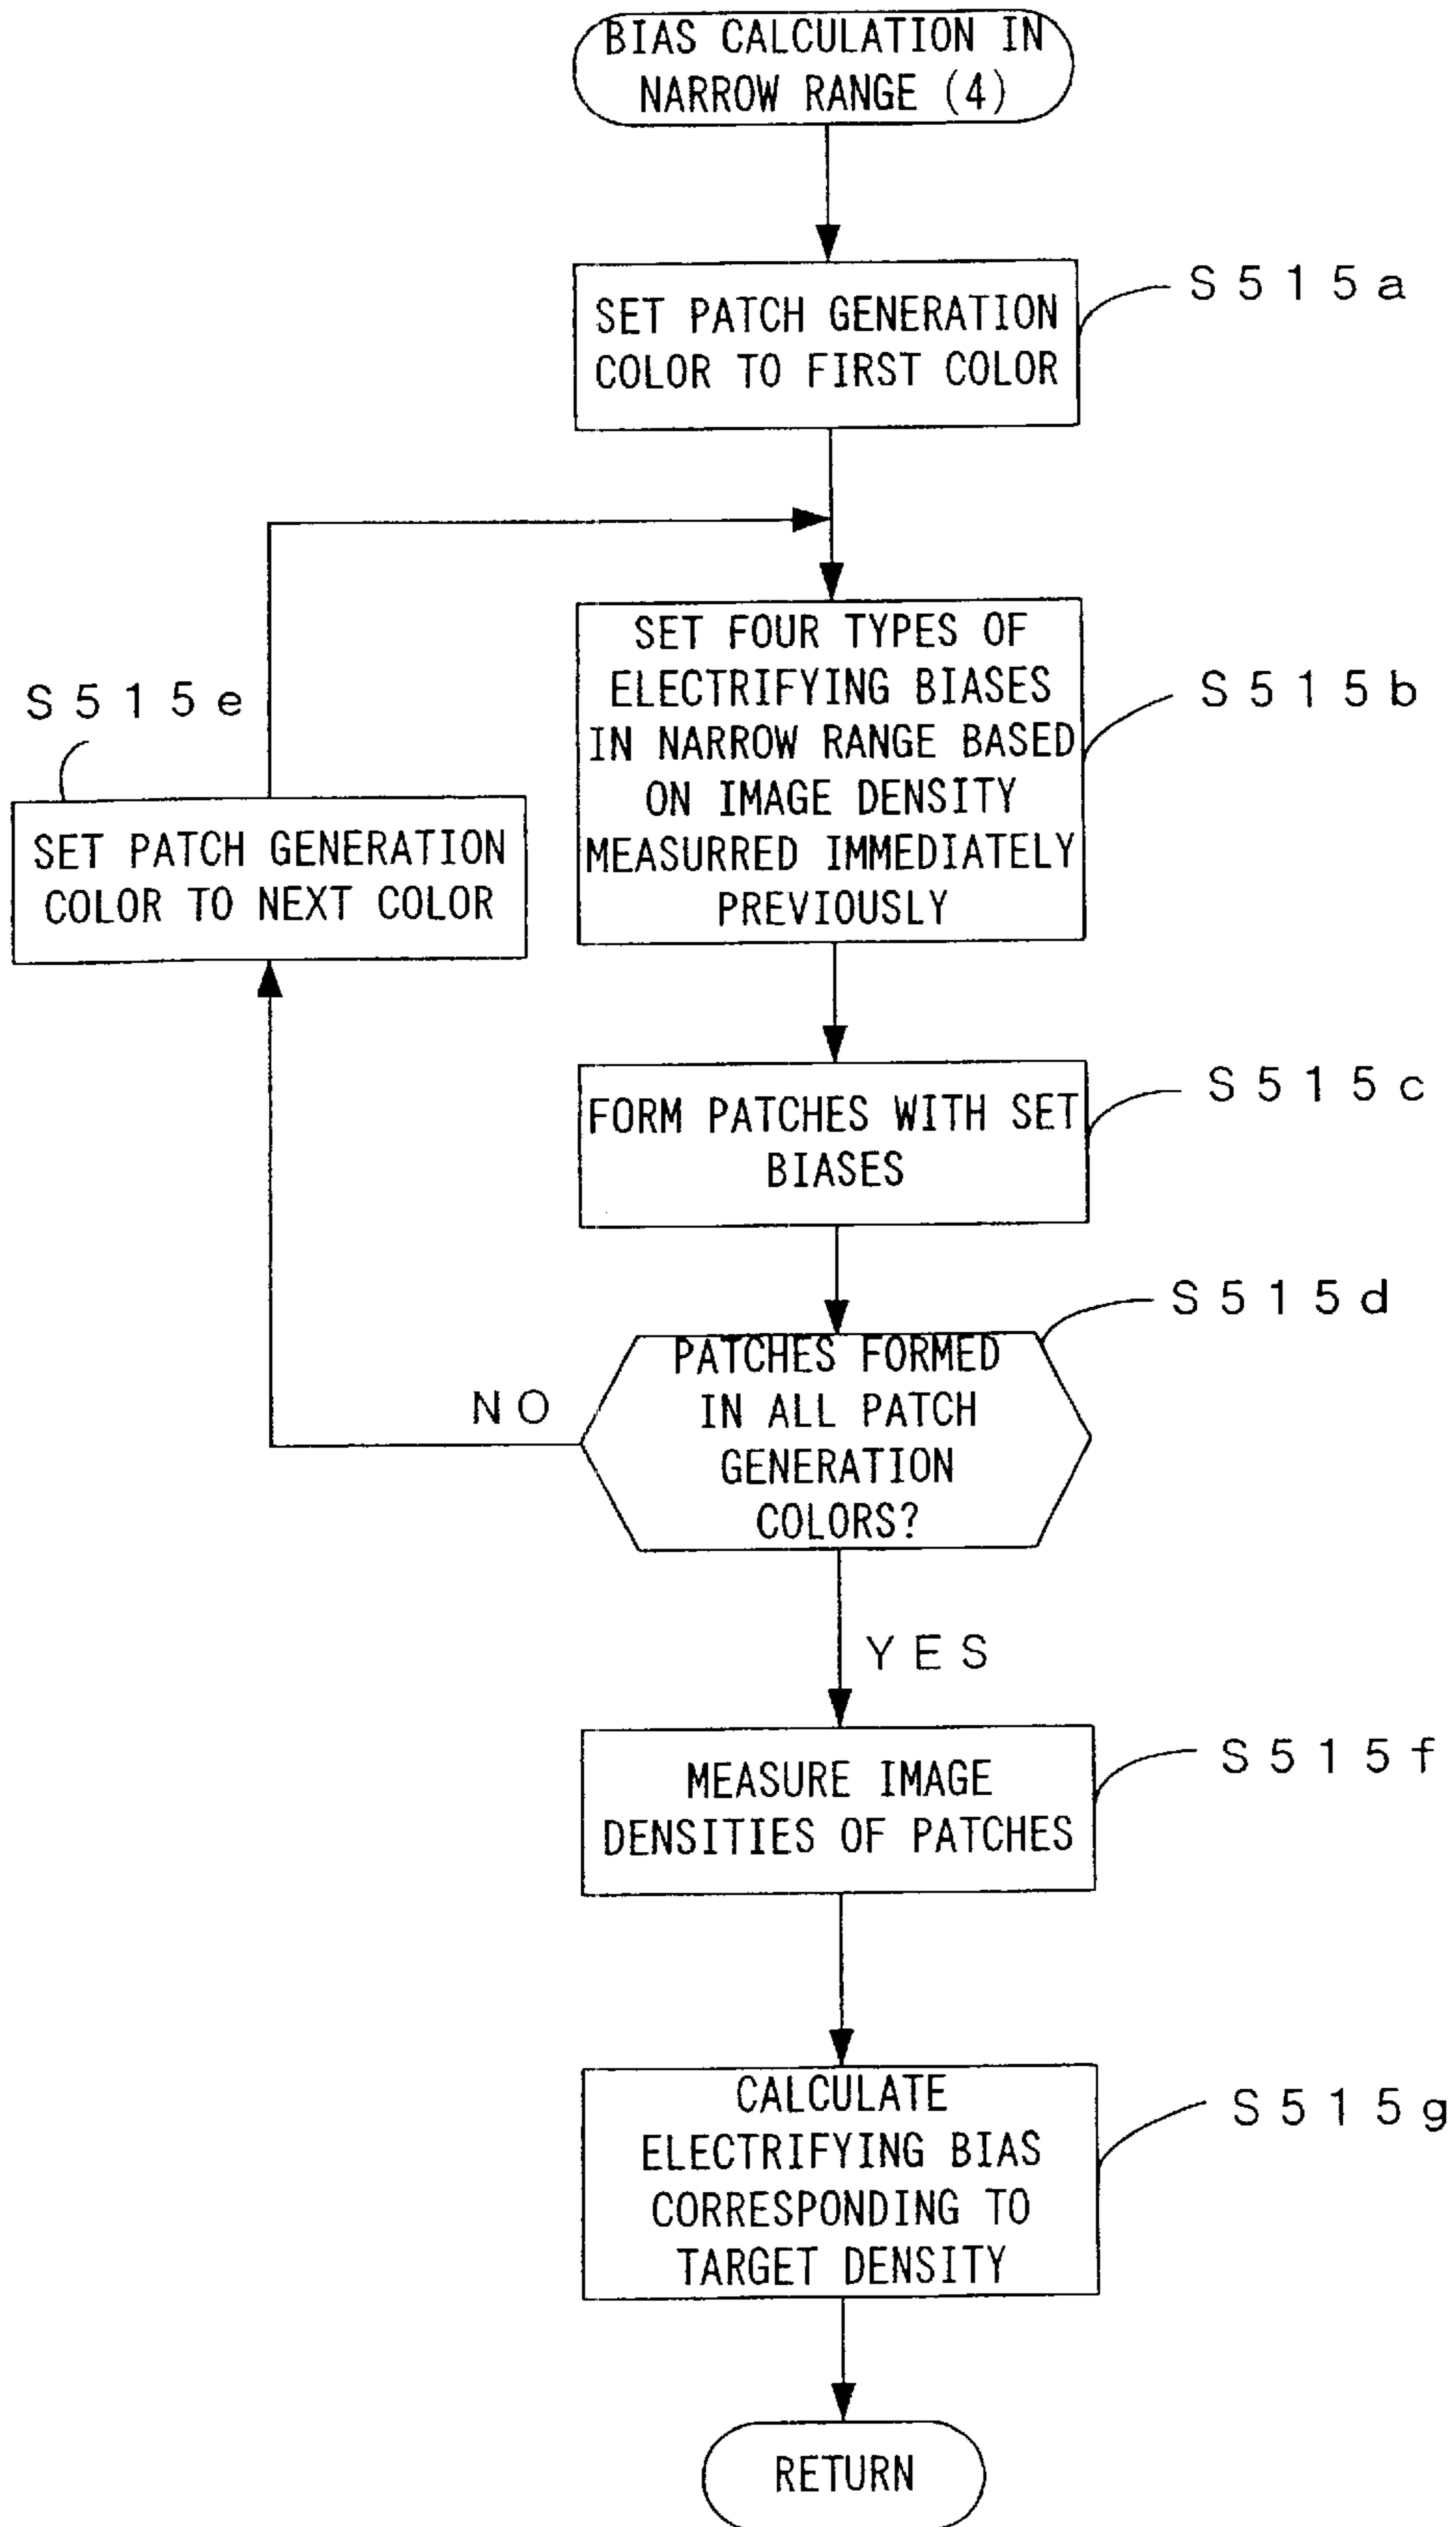 BIAS CALCULATION IN
NARROW RANGE (4)
S515a
SET PATCH GENERATION
COLOR TO FIRST COLOR
SET FOUR TYPES OF
ELECTRIFYING BIASES
IN NARROW RANGE BASED
ON IMAGE DENSITY
MEASURRED IMMEDIATELY
PREVIOUSLY
S515b
S515e
SET PATCH GENERATION
COLOR TO NEXT COLOR
S515c
FORM PATCHES WITH SET
BIASES
S515d
PATCHES FORMED
IN ALL PATCH
GENERATION
COLORS?
NO
YES
S515f
MEASURE IMAGE
DENSITIES OF PATCHES
S515g
CALCULATE
ELECTRIFYING BIAS
CORRESPONDING TO
TARGET DENSITY
RETURN